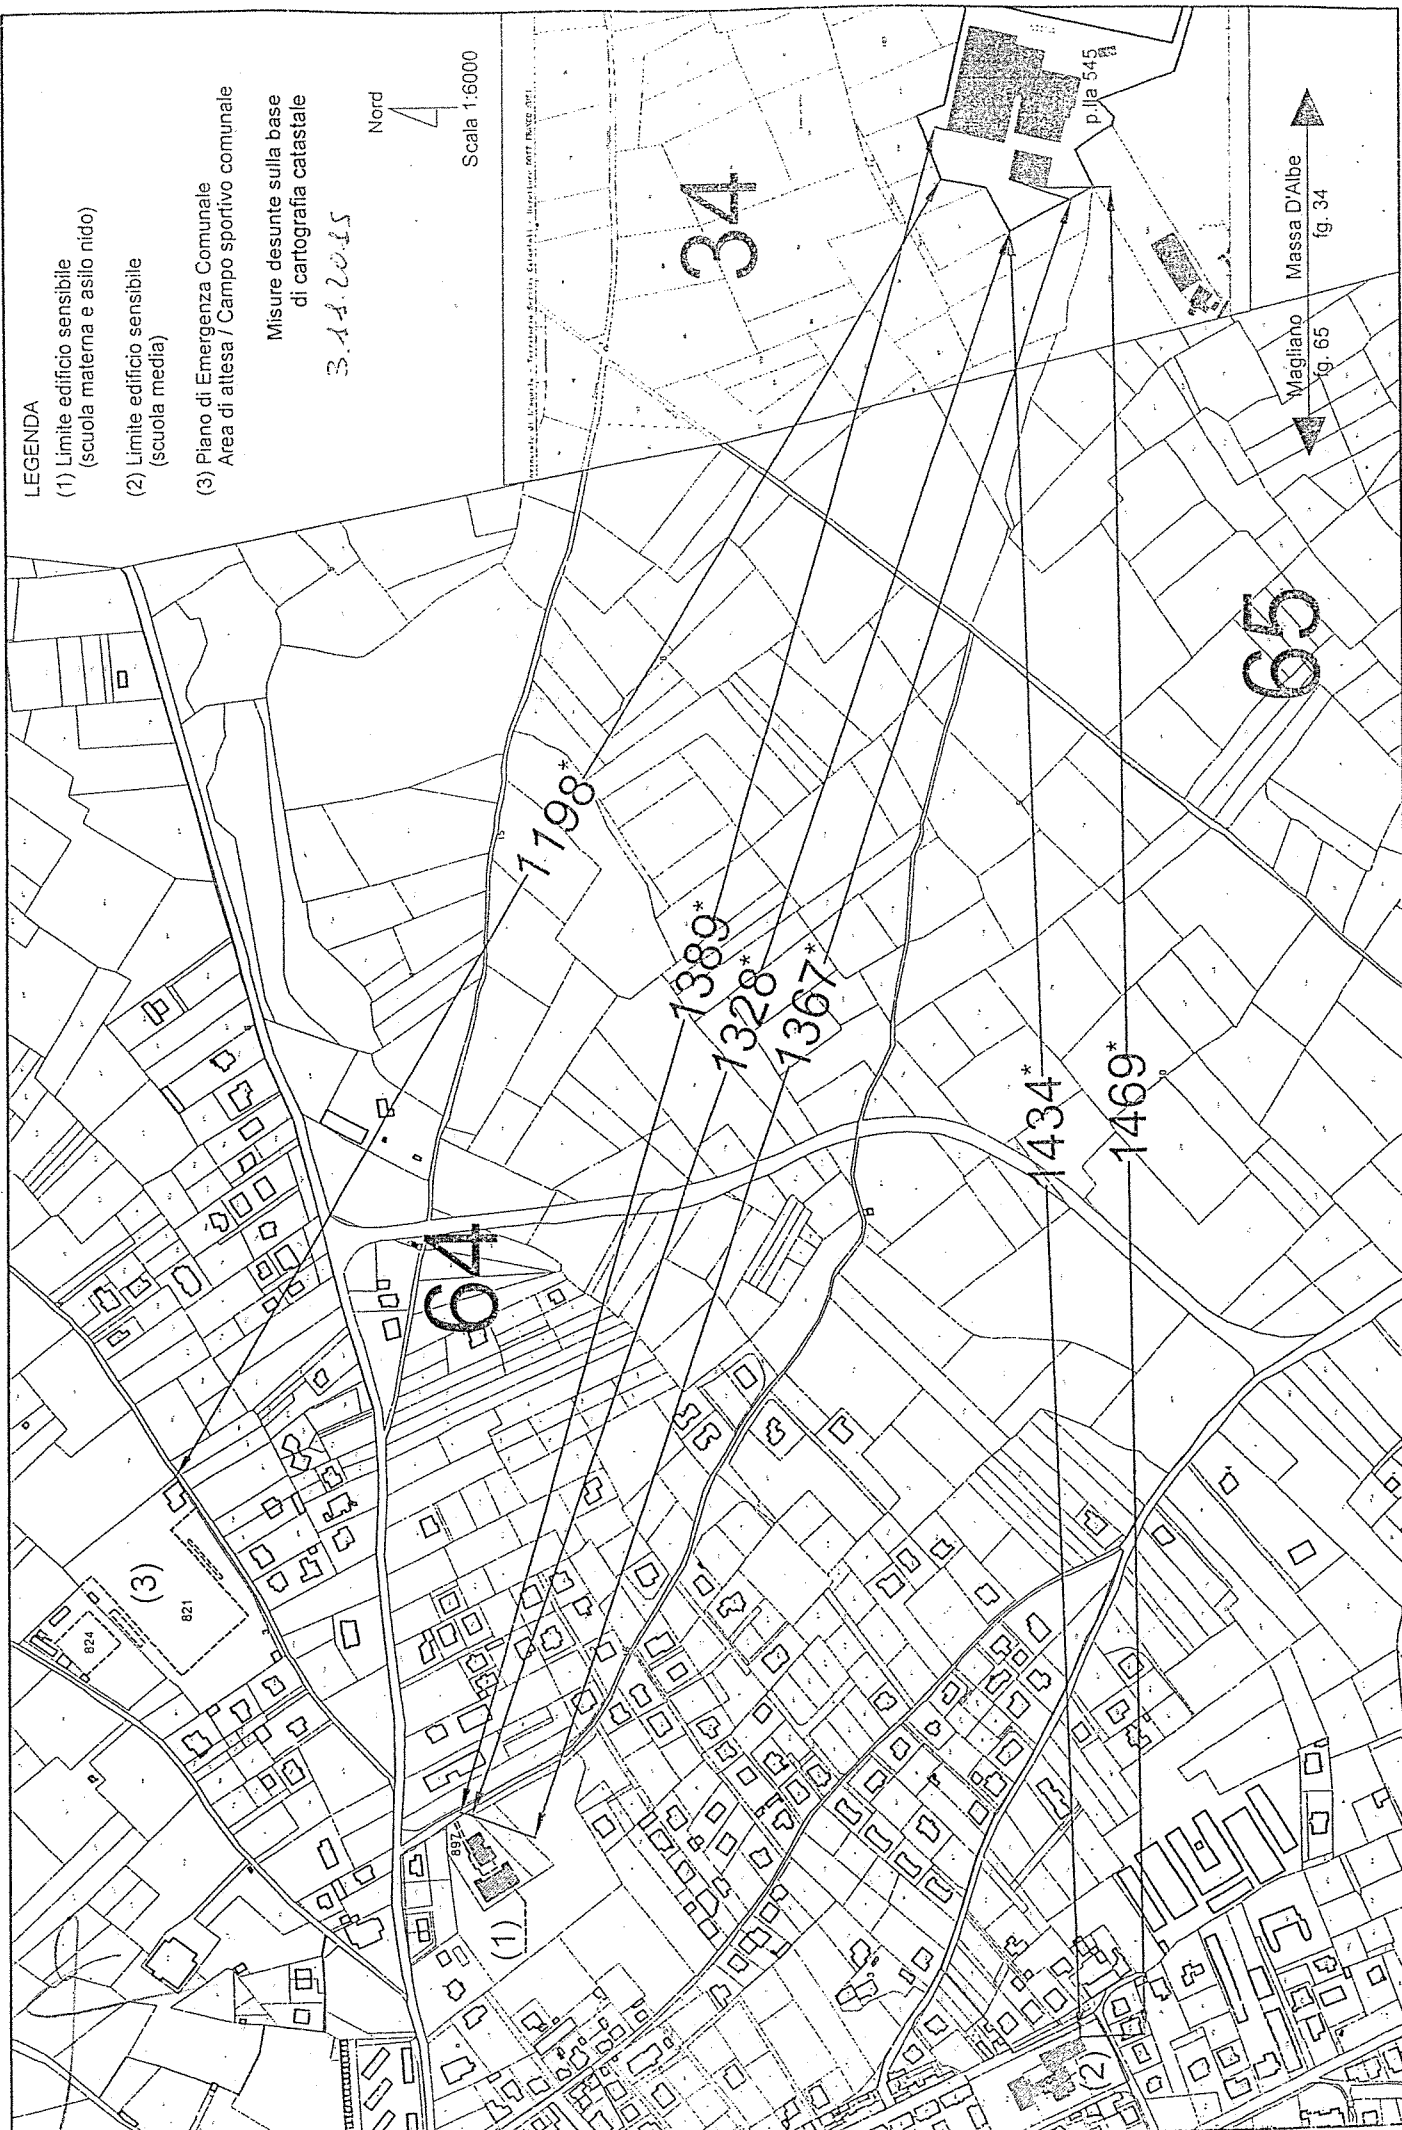 LEGENDA
(1) Limite edificio sensibile
(scuola materna e asilo nido)
(2) Limite edificio sensibile
(scuola media)
(3) Piano di Emergenza Comunale
Area di attesa / Campo sportivo comunale
Misure desunte sulla base
di cartografia catastale
3.11.2015
Nord
Scala 1:6000
34
p.lla 545
Magliano
fg. 65
Massa D'Albe
fg. 34
65
64
1198*
1389*
1328*
1367*
1434*
1469*
(3)
824
821
897
(1)
(2)